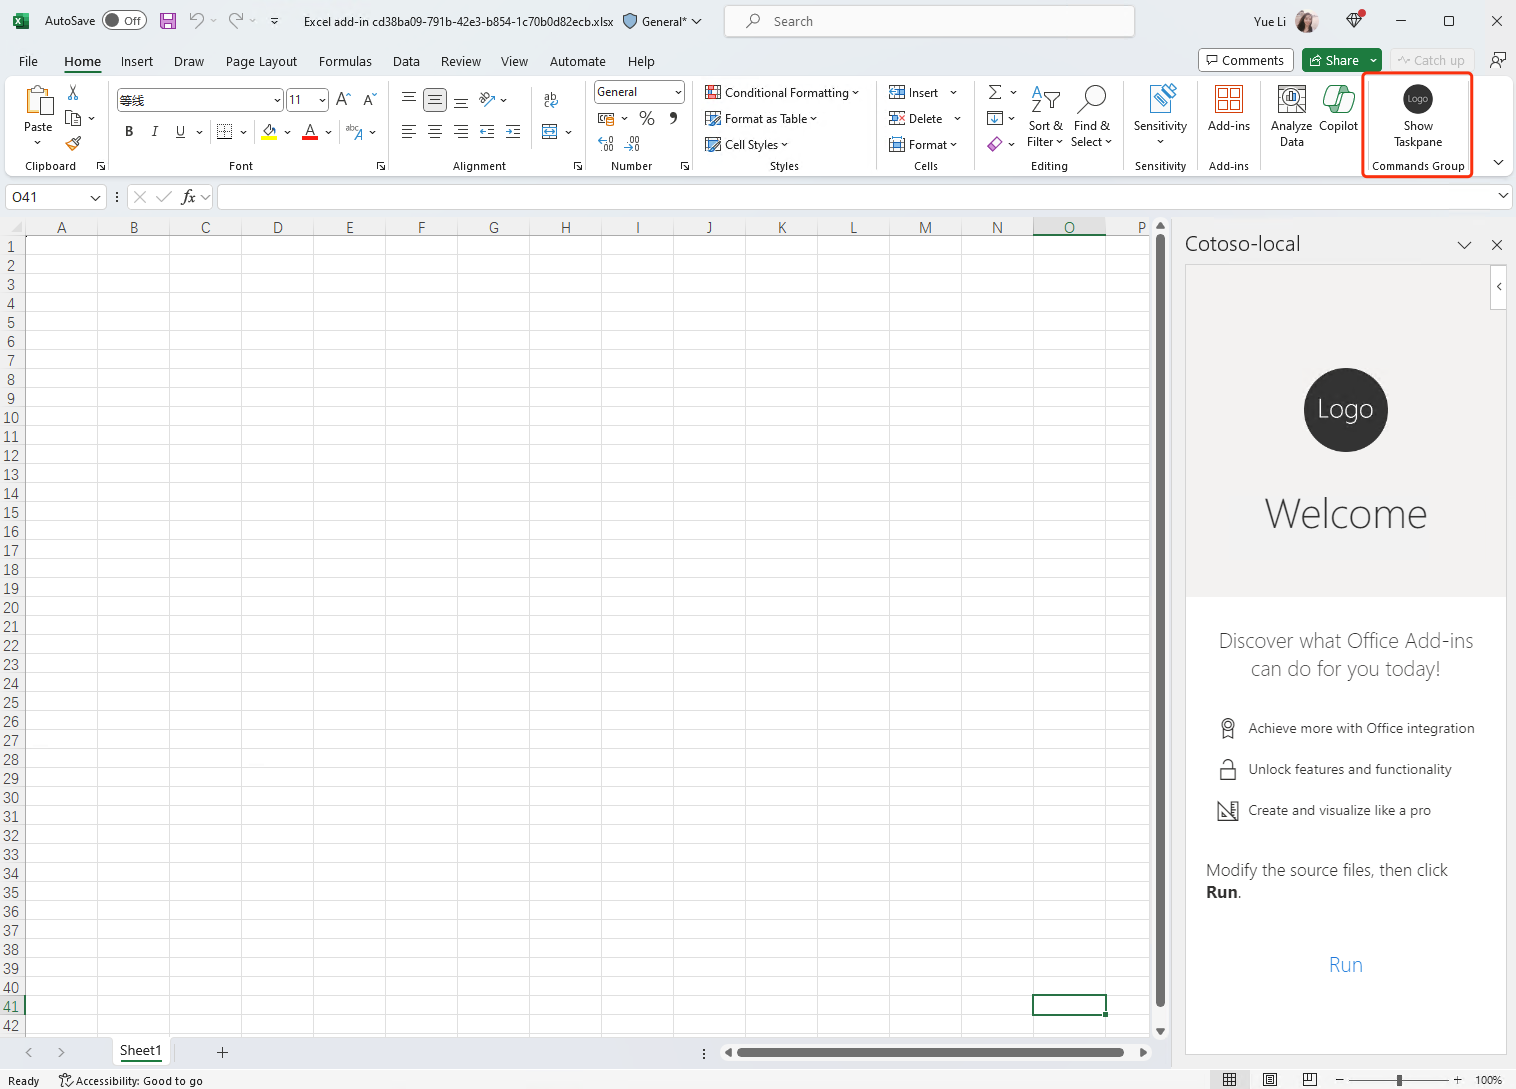 AutoSave Off Excel add-in cd38ba09-791b-42e3-b854-1c70b0d82ecb.xlsx General* Search Yue Li
File Home Insert Draw Page Layout Formulas Data Review View Automate Help Comments Share Catch up
Paste
Clipboard
等线 11
B I U A
Font
ab
Alignment
General
% 9
Number
Conditional Formatting
Format as Table
Cell Styles
Styles
Insert
Delete
Format
Cells
Sort &
Filter
Find &
Select
Editing
Sensitivity
Sensitivity
Add-ins
Add-ins
Analyze
Data
Copilot
Logo
Show
Taskpane
Commands Group
O41 fx
A B C D E F G H I J K L M N O P
1
2
3
4
5
6
7
8
9
10
11
12
13
14
15
16
17
18
19
20
21
22
23
24
25
26
27
28
29
30
31
32
33
34
35
36
37
38
39
40
41
42
Cotoso-local
Logo
Welcome
Discover what Office Add-ins
can do for you today!
Achieve more with Office integration
Unlock features and functionality
Create and visualize like a pro
Modify the source files, then click
Run.
Run
Sheet1
Ready Accessibility: Good to go 100%